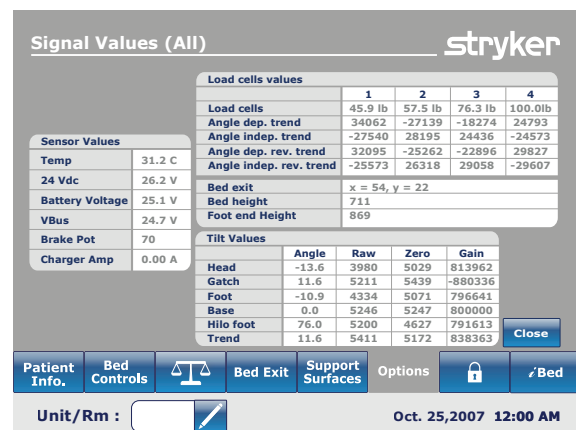 Signal Values (All)
stryker
Load cells values
1 2 3 4
Load cells 45.9 lb 57.5 lb 76.3 lb 100.0lb
Angle dep. trend 34062 -27139 -18274 24793
Angle indep. trend -27540 28195 24436 -24573
Angle dep. rev. trend 32095 -25262 -22896 29827
Angle indep. rev. trend -25573 26318 29058 -29607
Sensor Values
Temp 31.2 C
24 Vdc 26.2 V
Battery Voltage 25.1 V
VBus 24.7 V
Brake Pot 70
Charger Amp 0.00 A
Bed exit x = 54, y = 22
Bed height 711
Foot end Height 869
Tilt Values
Angle Raw Zero Gain
Head -13.6 3980 5029 813962
Gatch 11.6 5211 5439 -880336
Foot -10.9 4334 5071 796641
Base 0.0 5246 5247 800000
Hilo foot 76.0 5200 4627 791613
Trend 11.6 5411 5172 838363
Close
Patient Info.
Bed Controls
Bed Exit
Support Surfaces
Options
iBed
Unit/Rm :
Oct. 25,2007 12:00 AM